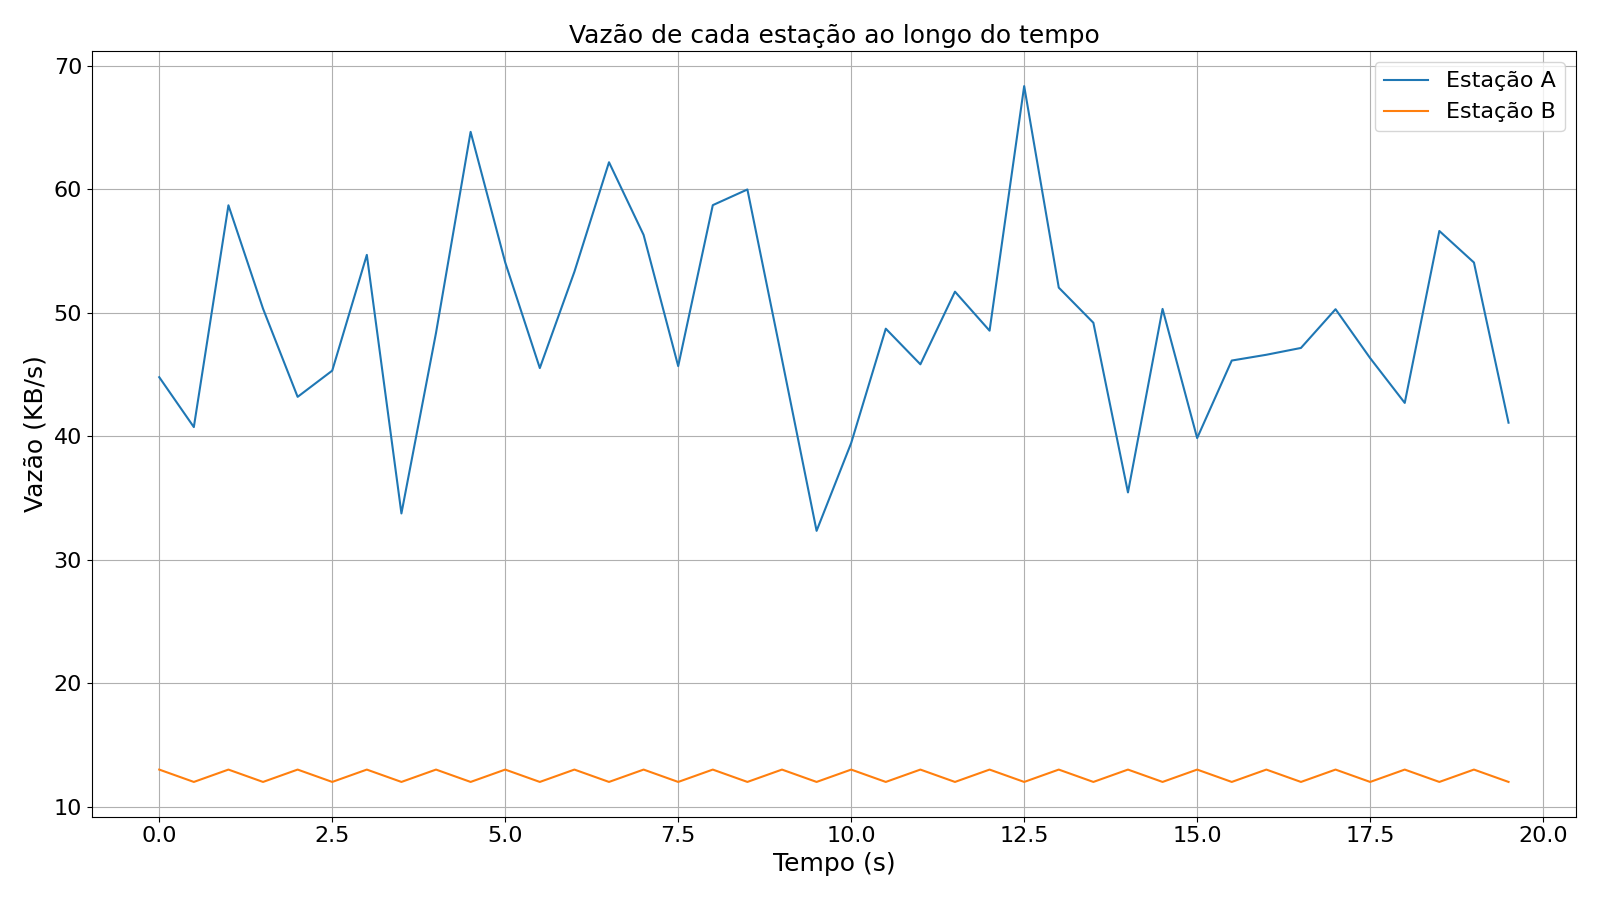 Vazão de cada estação ao longo do tempo
Estação A
Estação B
Vazão (KB/s)
70
60
50
40
30
20
10
0.0 2.5 5.0 7.5 10.0 12.5 15.0 17.5 20.0
Tempo (s)